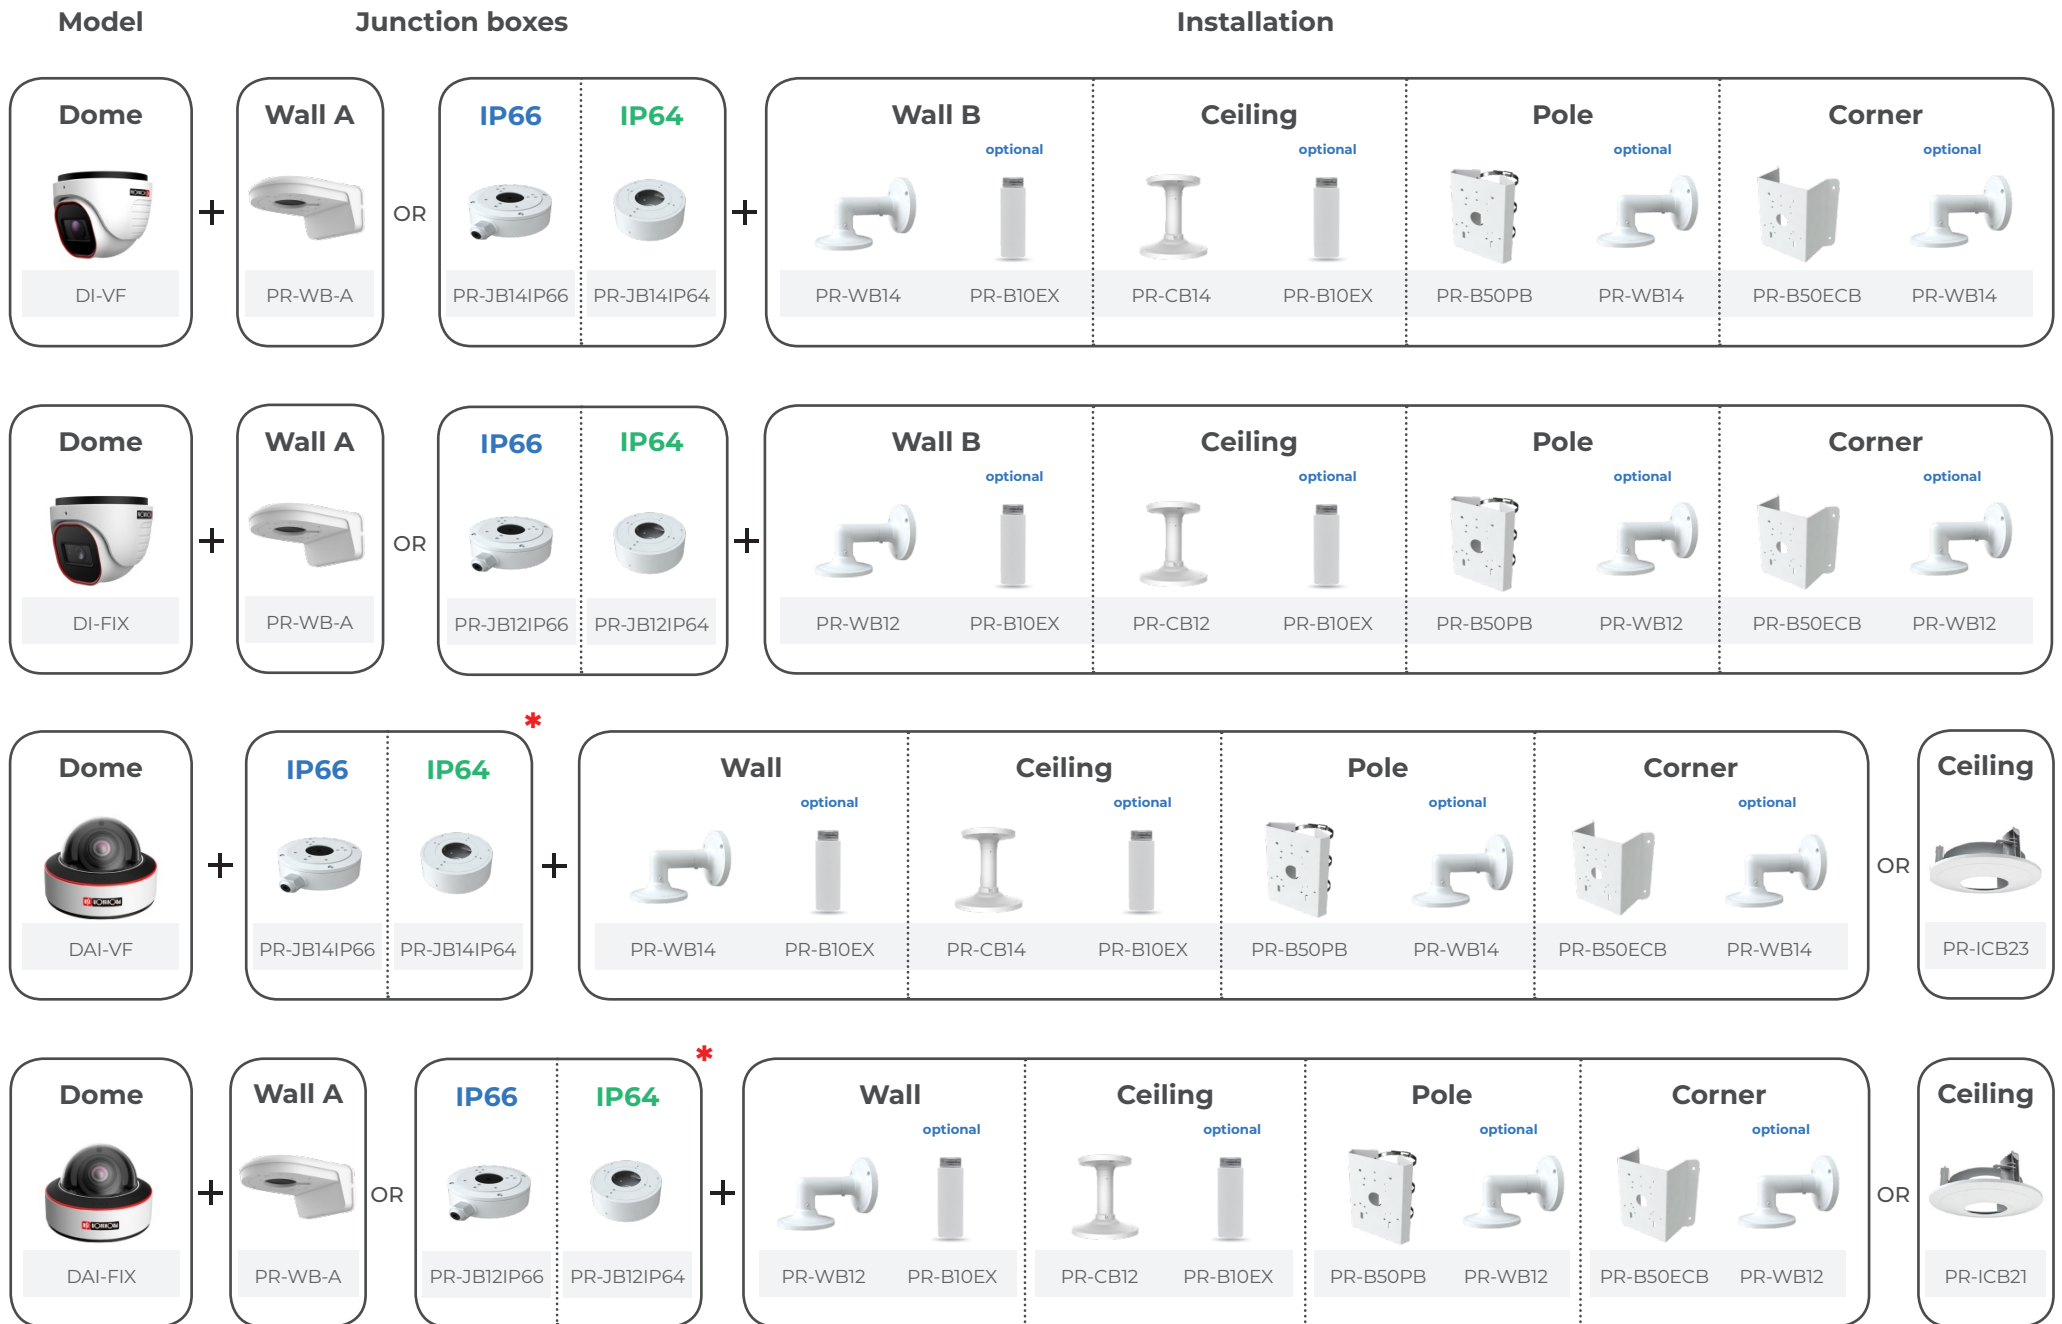 Model Junction boxes Installation
Dome Wall A IP66 IP64 Wall B Ceiling Pole Corner
optional optional optional optional
OR
DI-VF PR-WB-A PR-JB14IP66 PR-JB14IP64 PR-WB14 PR-B10EX PR-CB14 PR-B10EX PR-B50PB PR-WB14 PR-B50ECB PR-WB14
Dome Wall A IP66 IP64 Wall B Ceiling Pole Corner
optional optional optional optional
OR
DI-FIX PR-WB-A PR-JB12IP66 PR-JB12IP64 PR-WB12 PR-B10EX PR-CB12 PR-B10EX PR-B50PB PR-WB12 PR-B50ECB PR-WB12
*
Dome IP66 IP64 Wall Ceiling Pole Corner Ceiling
optional optional optional optional
OR
DAI-VF PR-JB14IP66 PR-JB14IP64 PR-WB14 PR-B10EX PR-CB14 PR-B10EX PR-B50PB PR-WB14 PR-B50ECB PR-WB14 PR-ICB23
*
Dome Wall A IP66 IP64 Wall Ceiling Pole Corner Ceiling
optional optional optional optional
OR OR
DAI-FIX PR-WB-A PR-JB12IP66 PR-JB12IP64 PR-WB12 PR-B10EX PR-CB12 PR-B10EX PR-B50PB PR-WB12 PR-B50ECB PR-WB12 PR-ICB21